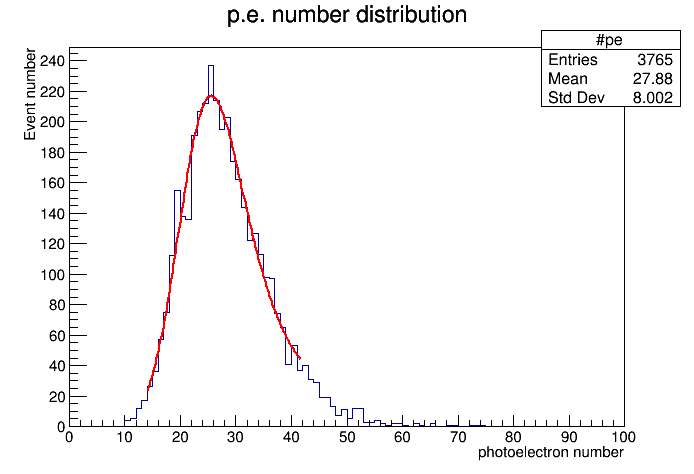 p.e. number distribution
#pe
Entries 3765
Mean 27.88
Std Dev 8.002
Event number
240
220
200
180
160
140
120
100
80
60
40
20
0
0 10 20 30 40 50 60 70 80 90 100
photoelectron number